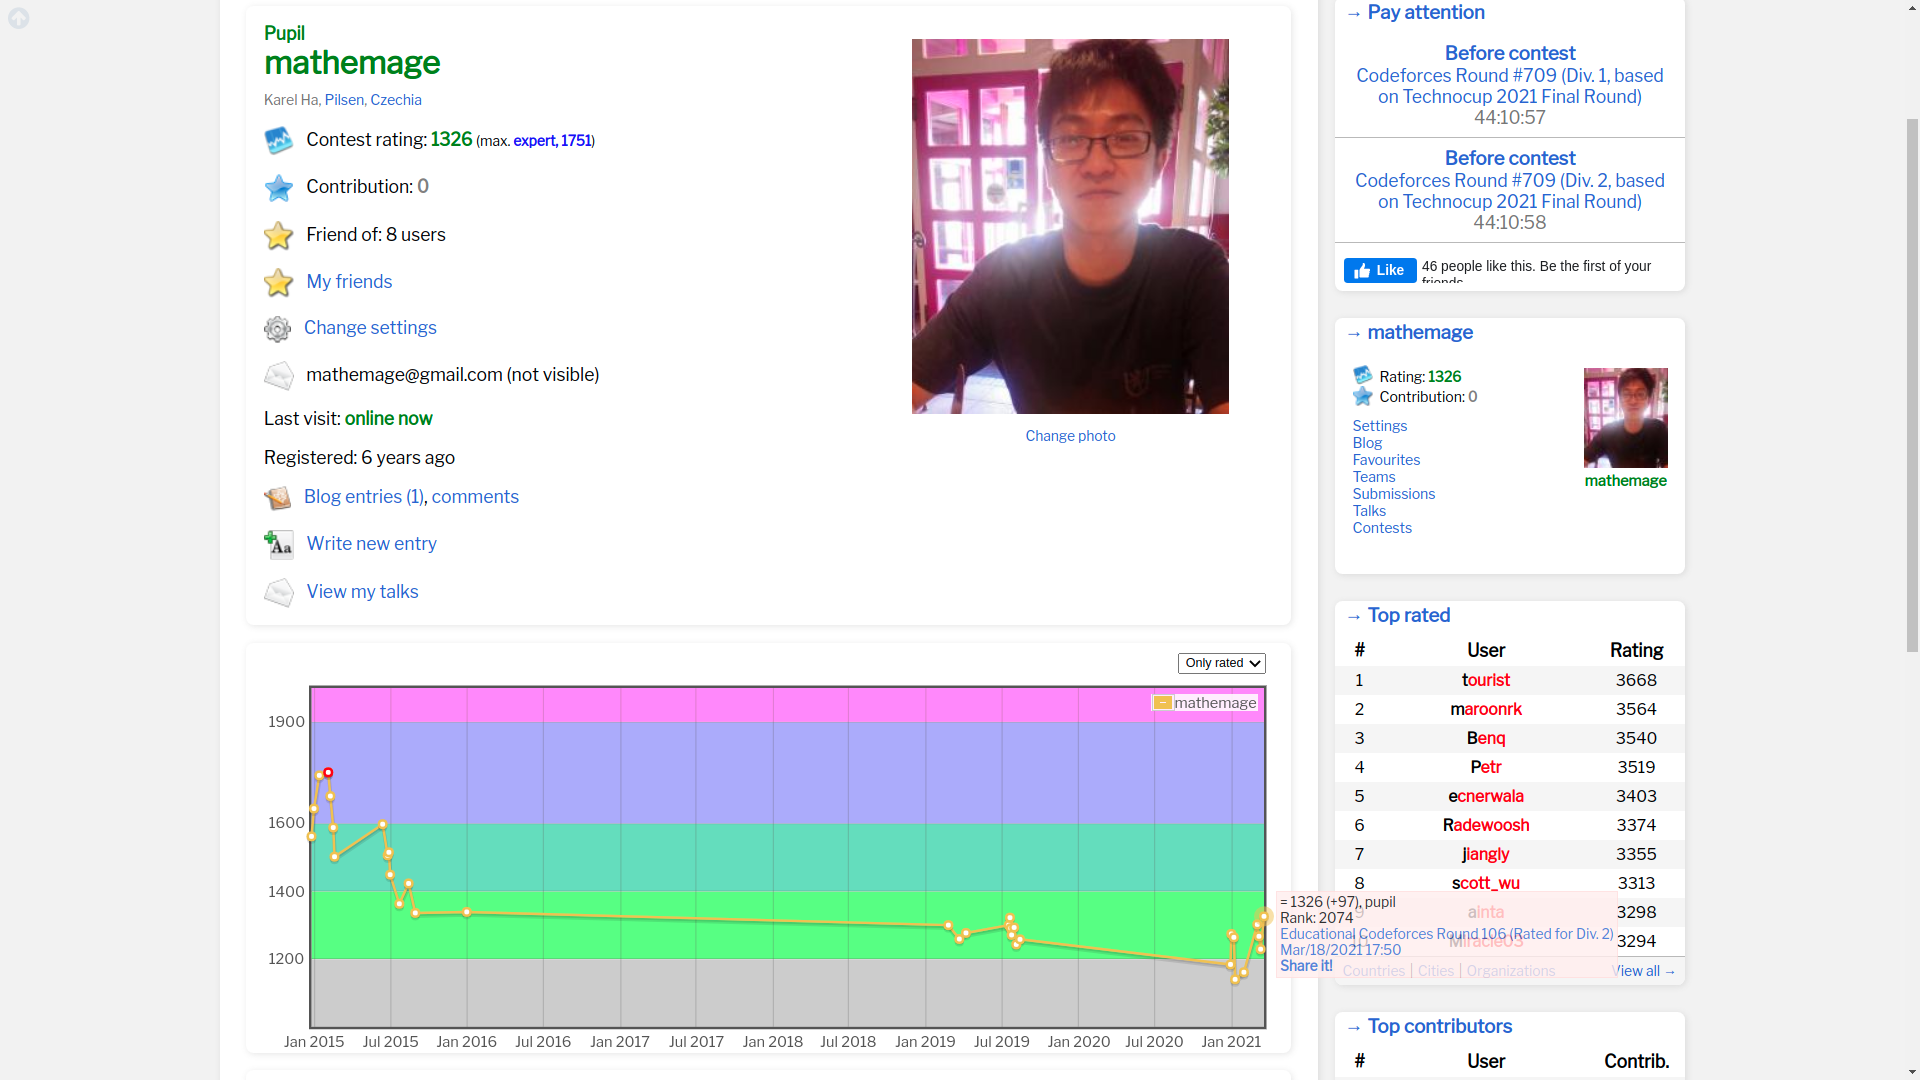 Pupil
mathemage
Karel Ha, Pilsen, Czechia
Contest rating: 1326 (max. expert, 1751)
Contribution: 0
Friend of: 8 users
My friends
Change settings
mathemage@gmail.com (not visible)
Last visit: online now
Registered: 6 years ago
Blog entries (1), comments
Write new entry
View my talks
Change photo
Only rated
mathemage
1900
1600
1400
1200
Jan 2015 Jul 2015 Jan 2016 Jul 2016 Jan 2017 Jul 2017 Jan 2018 Jul 2018 Jan 2019 Jul 2019 Jan 2020 Jul 2020 Jan 2021
= 1326 (+97), pupil
Rank: 2074
Educational Codeforces Round 106 (Rated for Div. 2)
Mar/18/2021 17:50
Share it!
→ Pay attention
Before contest
Codeforces Round #709 (Div. 1, based
on Technocup 2021 Final Round)
44:10:57
Before contest
Codeforces Round #709 (Div. 2, based
on Technocup 2021 Final Round)
44:10:58
Like 46 people like this. Be the first of your
friends.
→ mathemage
Rating: 1326
Contribution: 0
Settings
Blog
Favourites
Teams
Submissions
Talks
Contests
mathemage
→ Top rated
# User Rating
1 tourist 3668
2 maroonrk 3564
3 Benq 3540
4 Petr 3519
5 ecnerwala 3403
6 Radewoosh 3374
7 jiangly 3355
8 scott_wu 3313
9 ainta 3298
Miracle03 3294
Countries | Cities | Organizations View all →
→ Top contributors
# User Contrib.